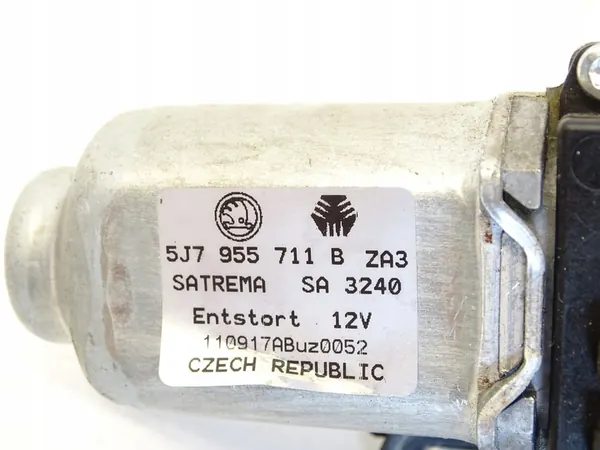 5J7 955 711 B ZA3
SATREMA SA 3240
Entstort 12V
110917ABuz0052
CZECH REPUBLIC